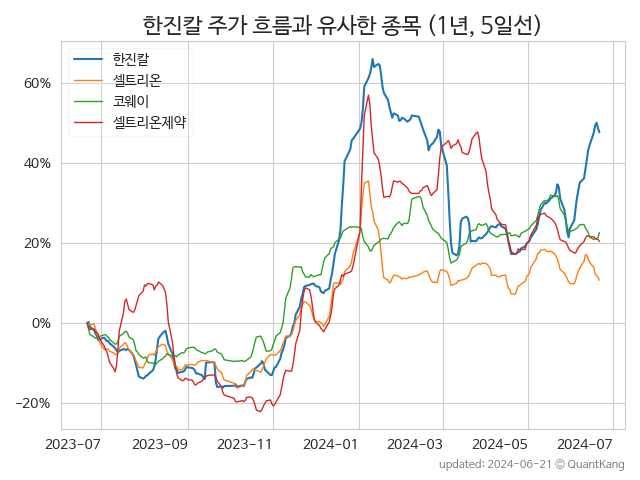 한진칼 주가 흐름과 유사한 종목 (1년, 5일선)
한진칼
셀트리온
코웨이
셀트리온제약
60%
40%
20%
0%
−20%
2023-07
2023-09
2023-11
2024-01
2024-03
2024-05
2024-07
updated: 2024-06-21 © QuantKang